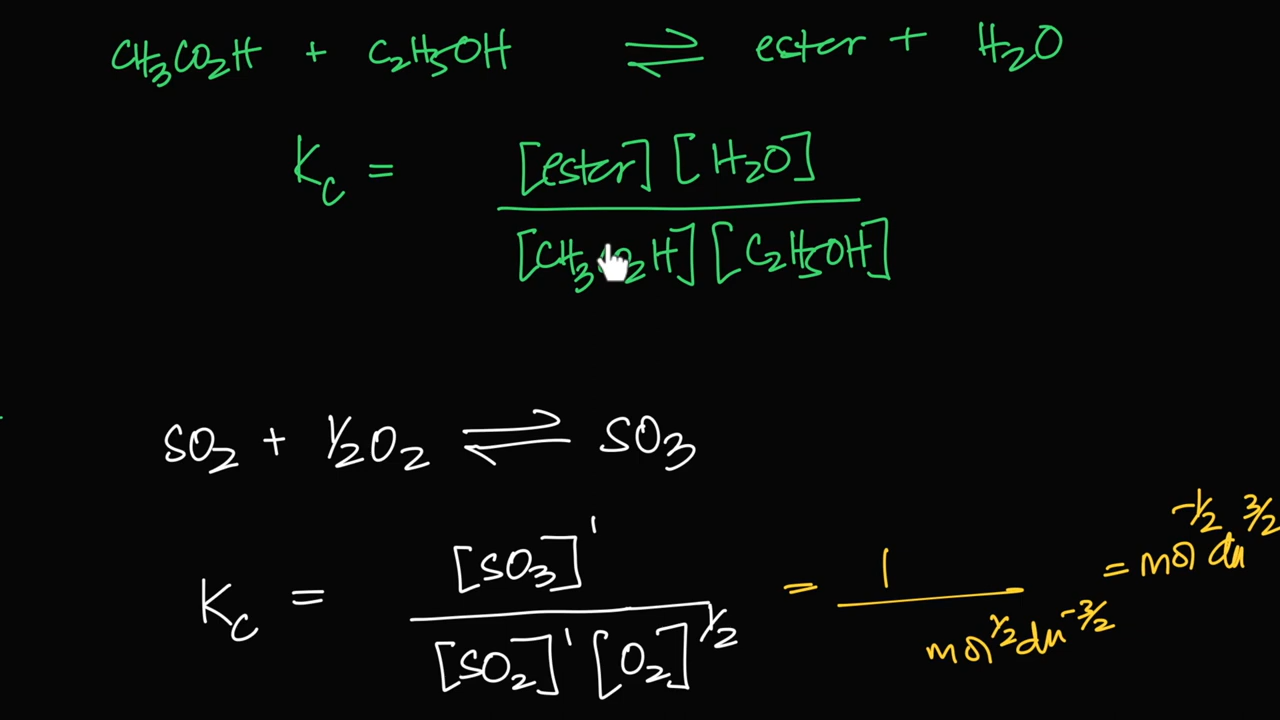 CH₃CO₂H + C₂H₅OH ⇌ ester + H₂O
Kc = [ester][H₂O] / [CH₃CO₂H][C₂H₅OH]
SO₂ + ½O₂ ⇌ SO₃
Kc = [SO₃]¹ / [SO₂]¹[O₂]^½ = 1 / mol^½ dm^-3/2 = mol^-½ dm^3/2